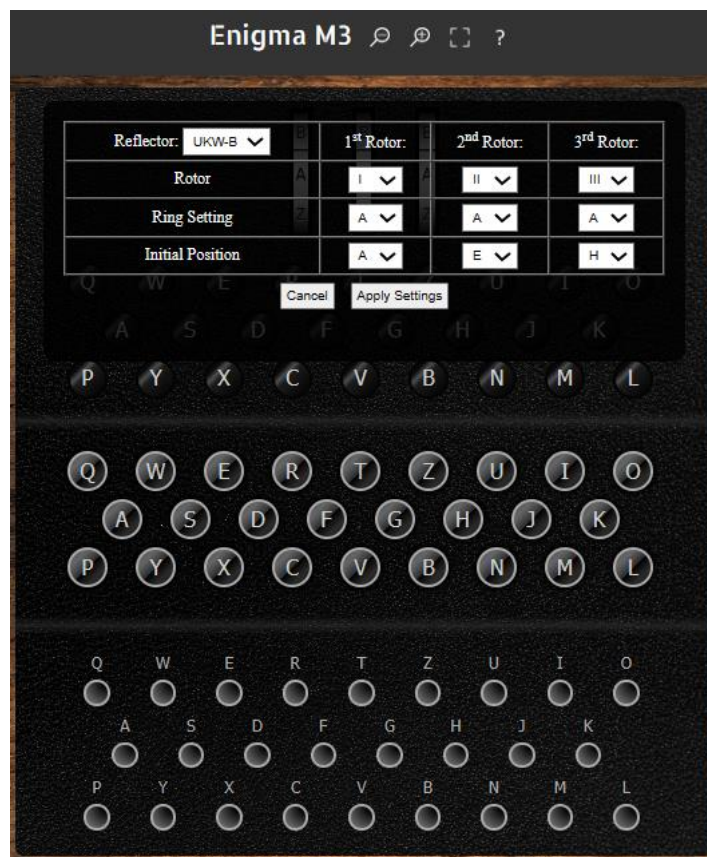 Enigma M3 ?
Reflector: UKW-B 1st Rotor: 2nd Rotor: 3rd Rotor:
Rotor I II III
Ring Setting A A A
Initial Position A E H
Cancel Apply Settings
Q W E R T Z U I O
A S D F G H J K
P Y X C V B N M L
Q W E R T Z U I O
A S D F G H J K
P Y X C V B N M L
Q W E R T Z U I O
A S D F G H J K
P Y X C V B N M L